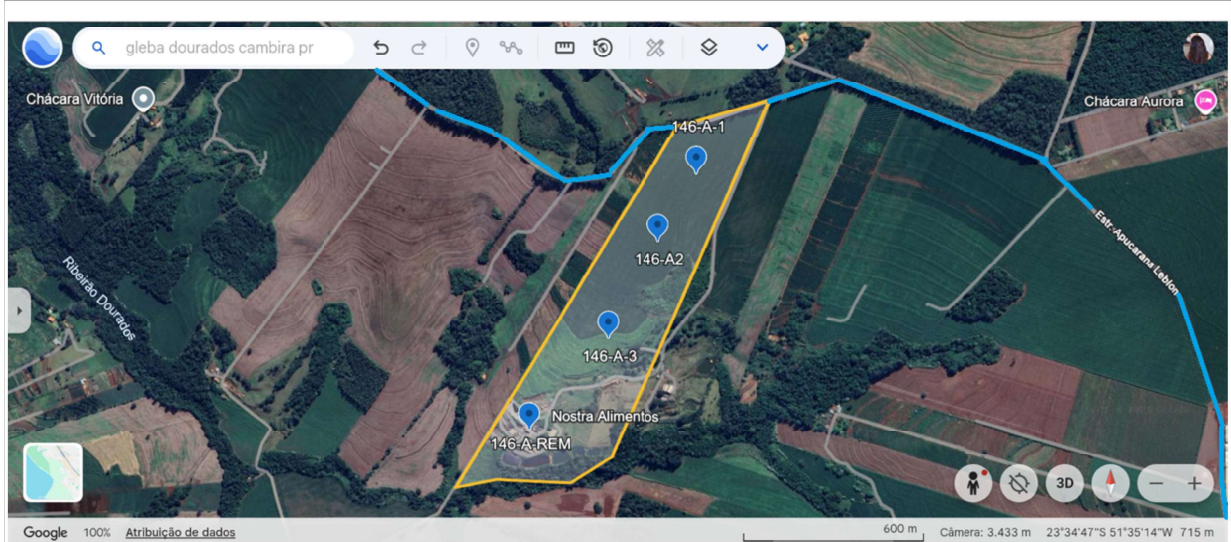 gleba dourados cambira pr
Chácara Vitória
Chácara Aurora
146-A-1
146-A2
146-A-3
Nostra Alimentos
146-A-REM
Ribeirão Dourados
Estr. Apucarana Leblon
3D
Google 100% Atribuição de dados 600 m Câmera: 3.433 m 23°34'47"S 51°35'14"W 715 m